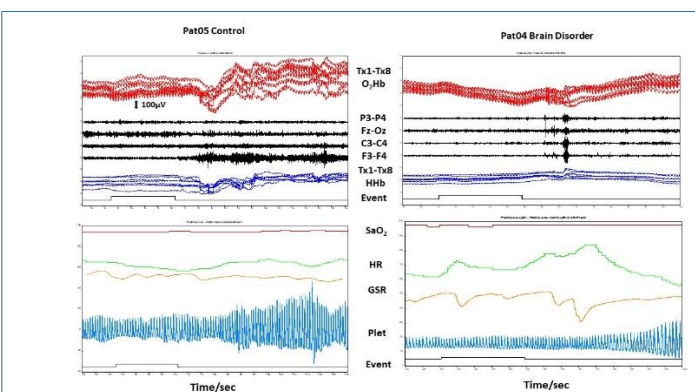 Pat05 Control
Pat04 Brain Disorder
Tx1-Tx8
O₂Hb
100µV
P3-P4
Fz-Oz
C3-C4
F3-F4
Tx1-Tx8
HHb
Event
SaO₂
HR
GSR
Plet
Event
Time/sec
Time/sec